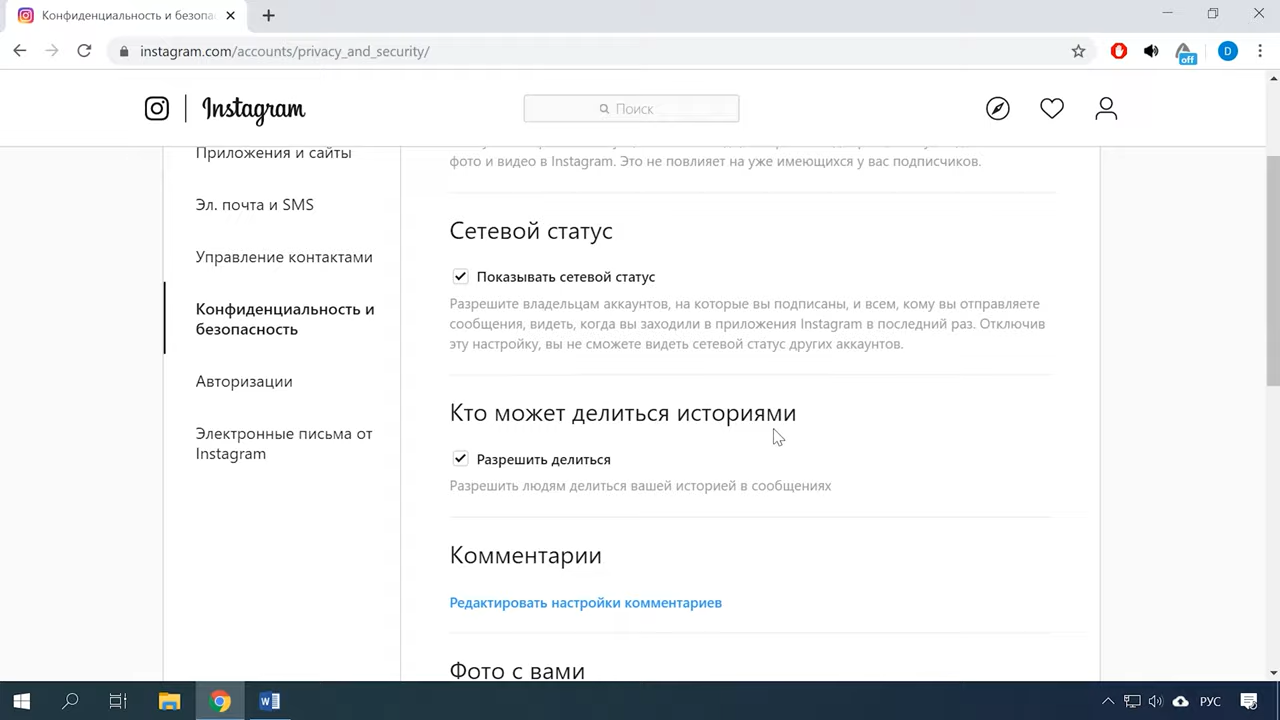 Конфиденциальность и безопа
instagram.com/accounts/privacy_and_security/
off
D
Instagram
Поиск
Приложения и сайты
Эл. почта и SMS
Управление контактами
Конфиденциальность и
безопасность
Авторизации
Электронные письма от
Instagram
фото и видео в Instagram. Это не повлияет на уже имеющихся у вас подписчиков.
Сетевой статус
Показывать сетевой статус
Разрешите владельцам аккаунтов, на которые вы подписаны, и всем, кому вы отправляете
сообщения, видеть, когда вы заходили в приложения Instagram в последний раз. Отключив
эту настройку, вы не сможете видеть сетевой статус других аккаунтов.
Кто может делиться историями
Разрешить делиться
Разрешить людям делиться вашей историей в сообщениях
Комментарии
Редактировать настройки комментариев
Фото с вами
РУС